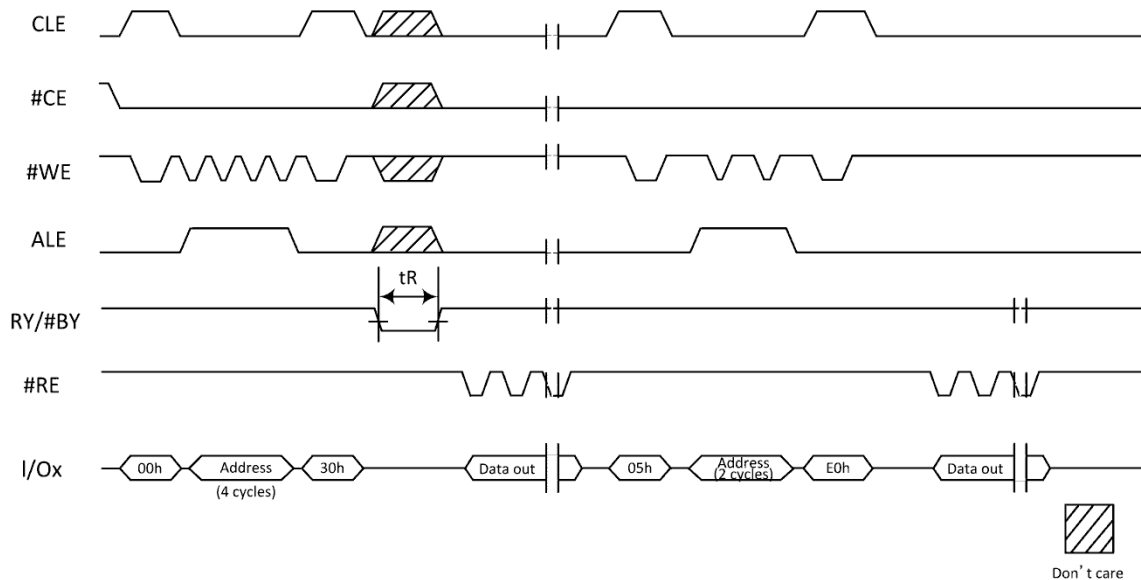 CLE
#CE
#WE
ALE
tR
RY/#BY
#RE
I/Ox
00h
Address
(4 cycles)
30h
Data out
05h
Address
(2 cycles)
E0h
Data out
Don't care